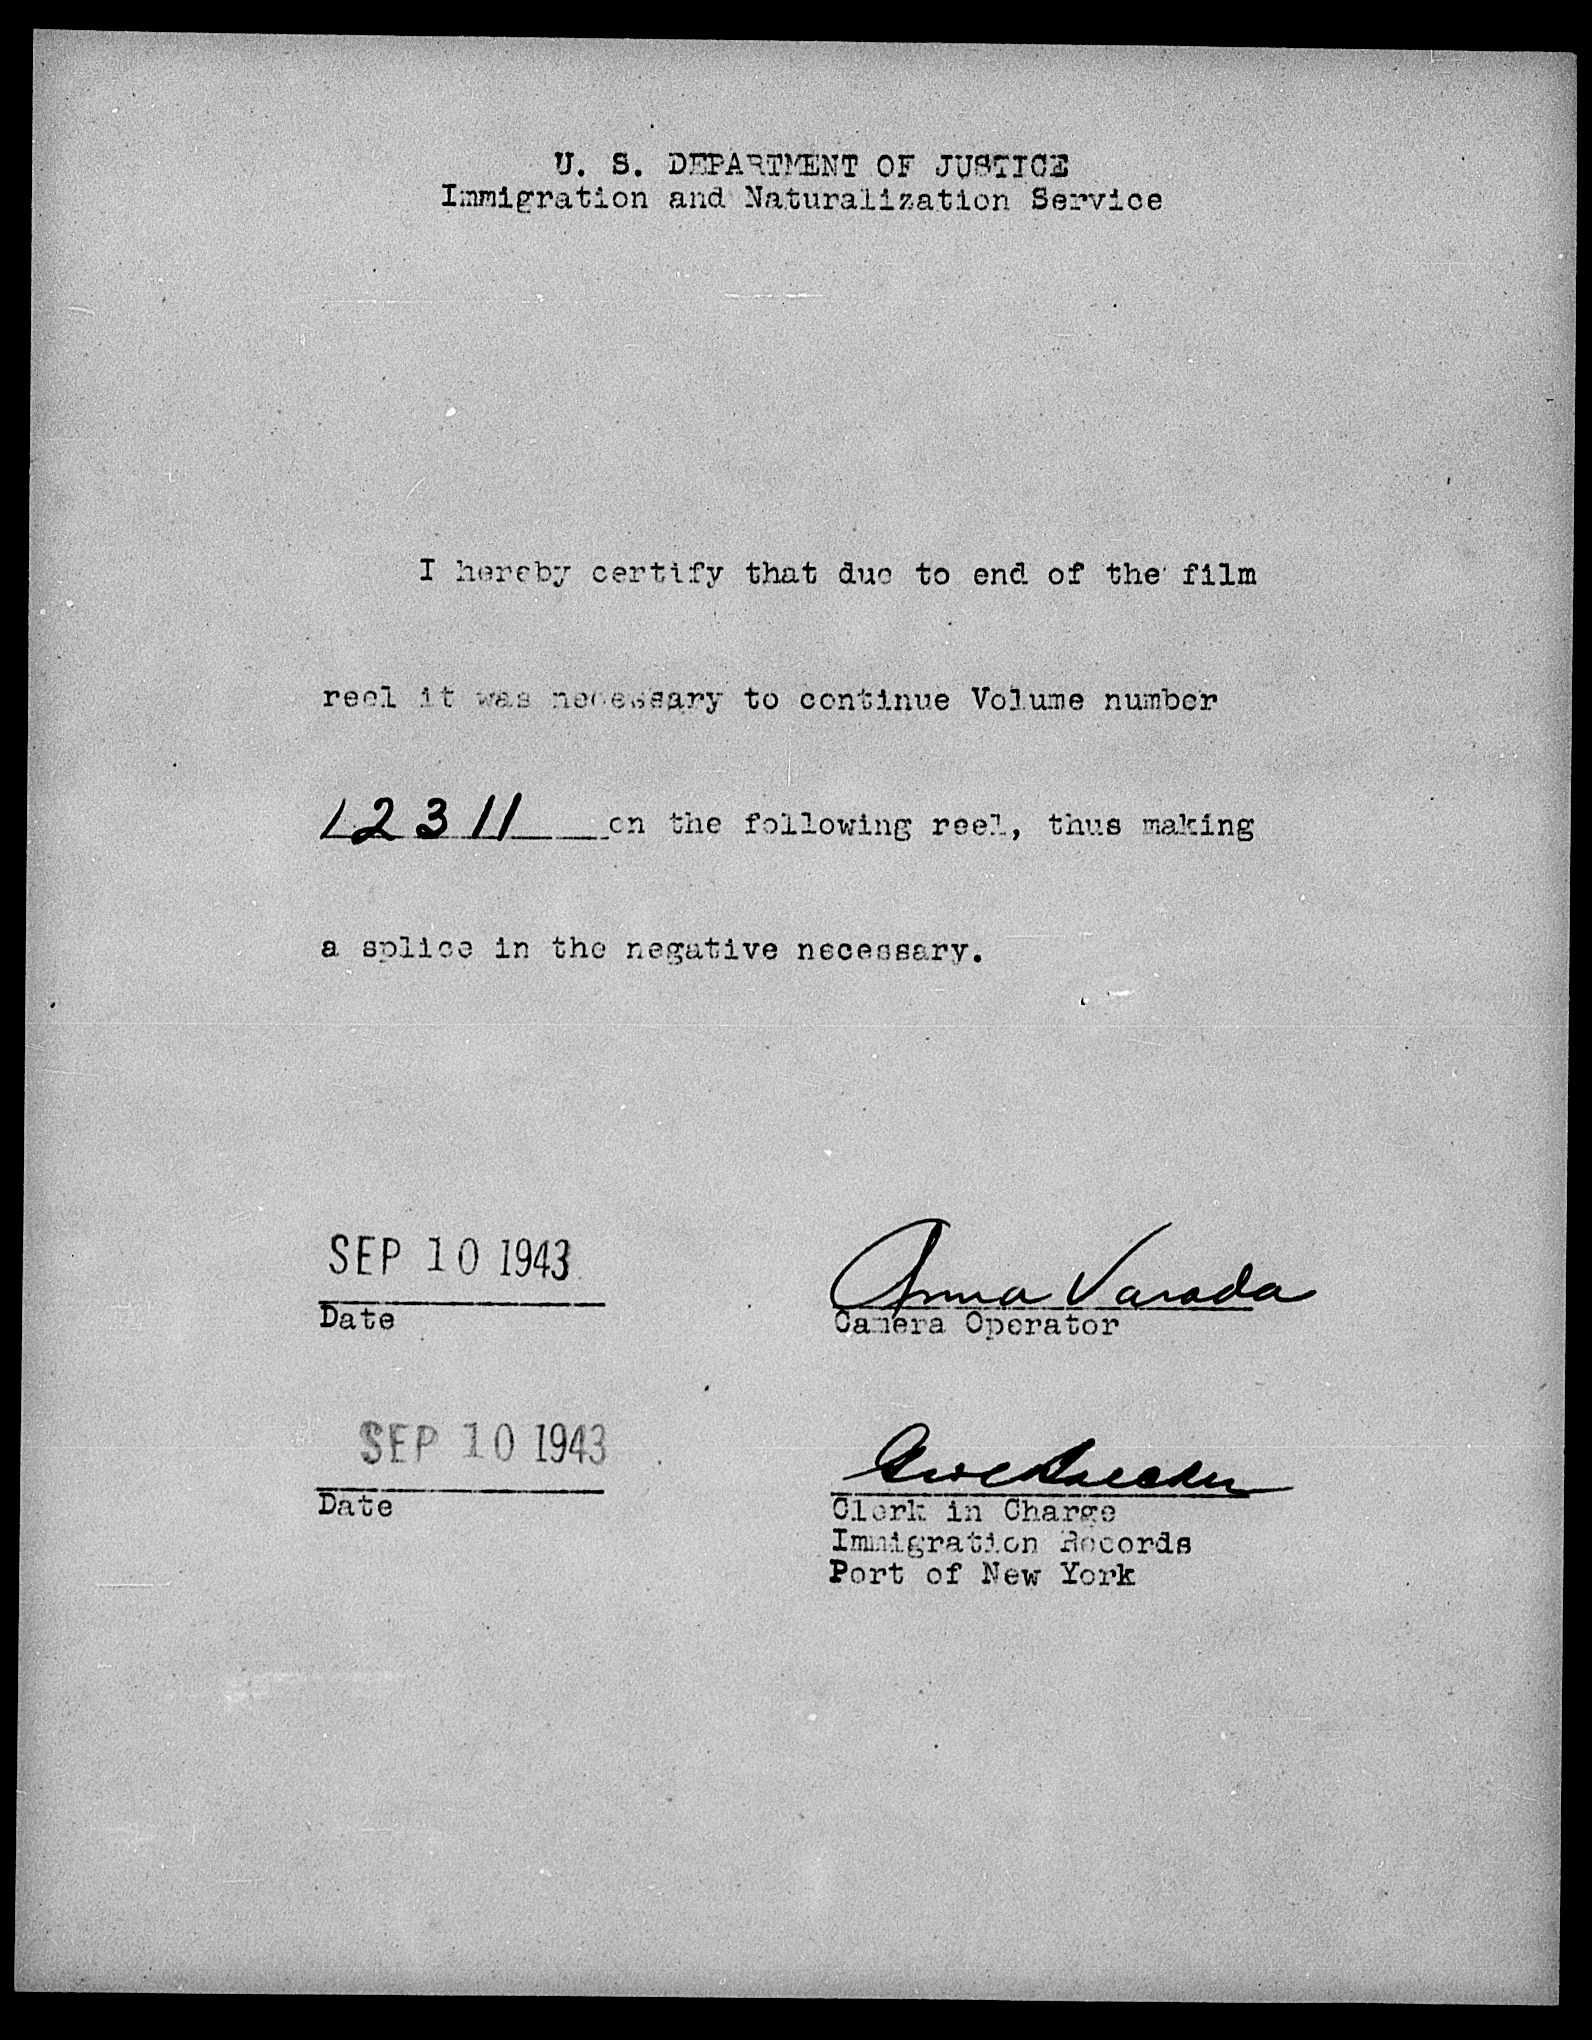 U. S. DEPARTMENT OF JUSTICE
Immigration and Naturalization Service
I hereby certify that due to end of the film
reel it was necessary to continue Volume number
12311 on the following reel, thus making
a splice in the negative necessary.
SEP 10 1943
Date
Anna Varada
Camera Operator
SEP 10 1943
Date
Clerk in Charge
Immigration Records
Port of New York